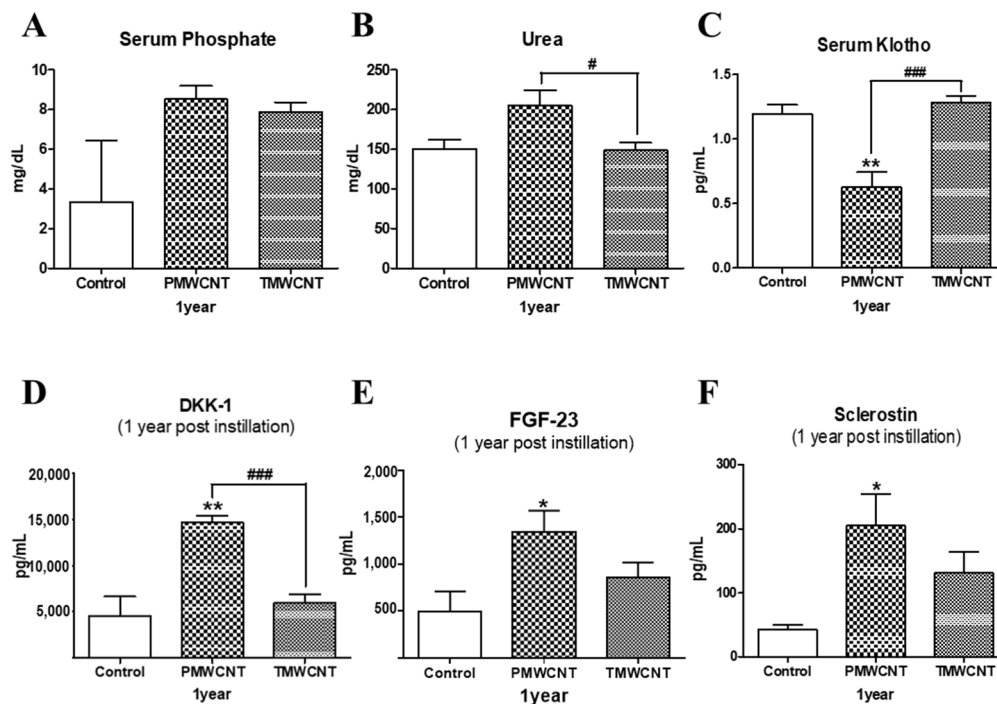 A
Serum Phosphate
10
8
6
4
2
0
mg/dL
Control
PMWCNT
TMWCNT
1year
B
Urea
250
200
150
100
50
0
mg/dL
#
Control
PMWCNT
TMWCNT
1year
C
Serum Klotho
1.5
1.0
0.5
0.0
pg/mL
###
**
Control
PMWCNT
TMWCNT
1year
D
DKK-1
(1 year post instillation)
20,000
15,000
10,000
5,000
pg/mL
###
**
Control
PMWCNT
TMWCNT
1year
E
FGF-23
(1 year post instillation)
1,500
1,000
500
2,000
pg/mL
*
Control
PMWCNT
TMWCNT
1year
F
Sclerostin
(1 year post instillation)
300
200
100
0
pg/mL
*
Control
PMWCNT
TMWCNT
1year